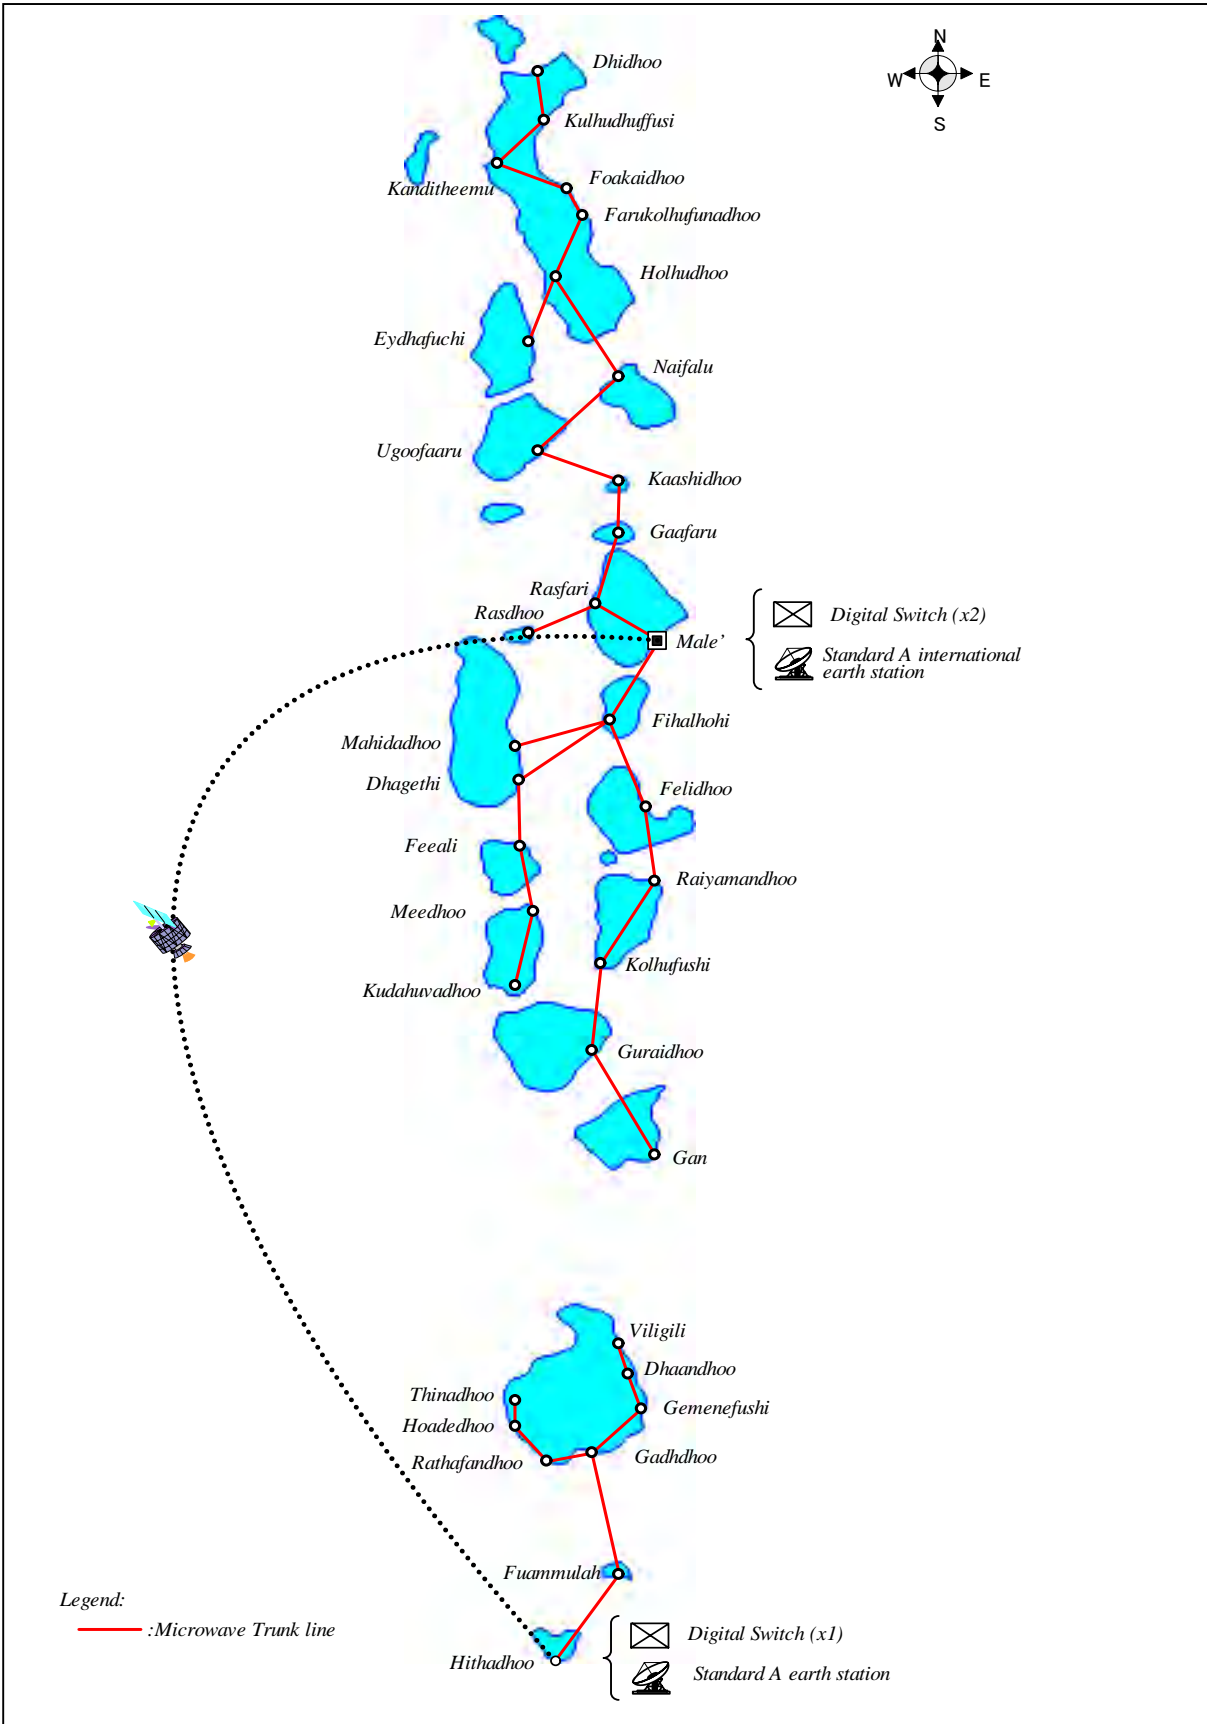 N
Dhidhoo
W
E
S
Kulhudhuffusi
Kanditheemu
Foakaidhoo
Farukolhufunadhoo
Holhudhoo
Eydhafuchi
Naifalu
Ugoofaaru
Kaashidhoo
Gaafaru
Rasfari
Rasdhoo
Male’
Digital Switch (x2)
Standard A international
earth station
Fihalhohi
Mahidadhoo
Dhagethi
Felidhoo
Feeali
Raiyamandhoo
Meedhoo
Kolhufushi
Kudahuvadhoo
Guraidhoo
Gan
Viligili
Dhaandhoo
Thinadhoo
Gemenefushi
Hoadedhoo
Gadhdhoo
Rathafandhoo
Fuammulah
Legend:
:Microwave Trunk line
Hithadhoo
Digital Switch (x1)
Standard A earth station